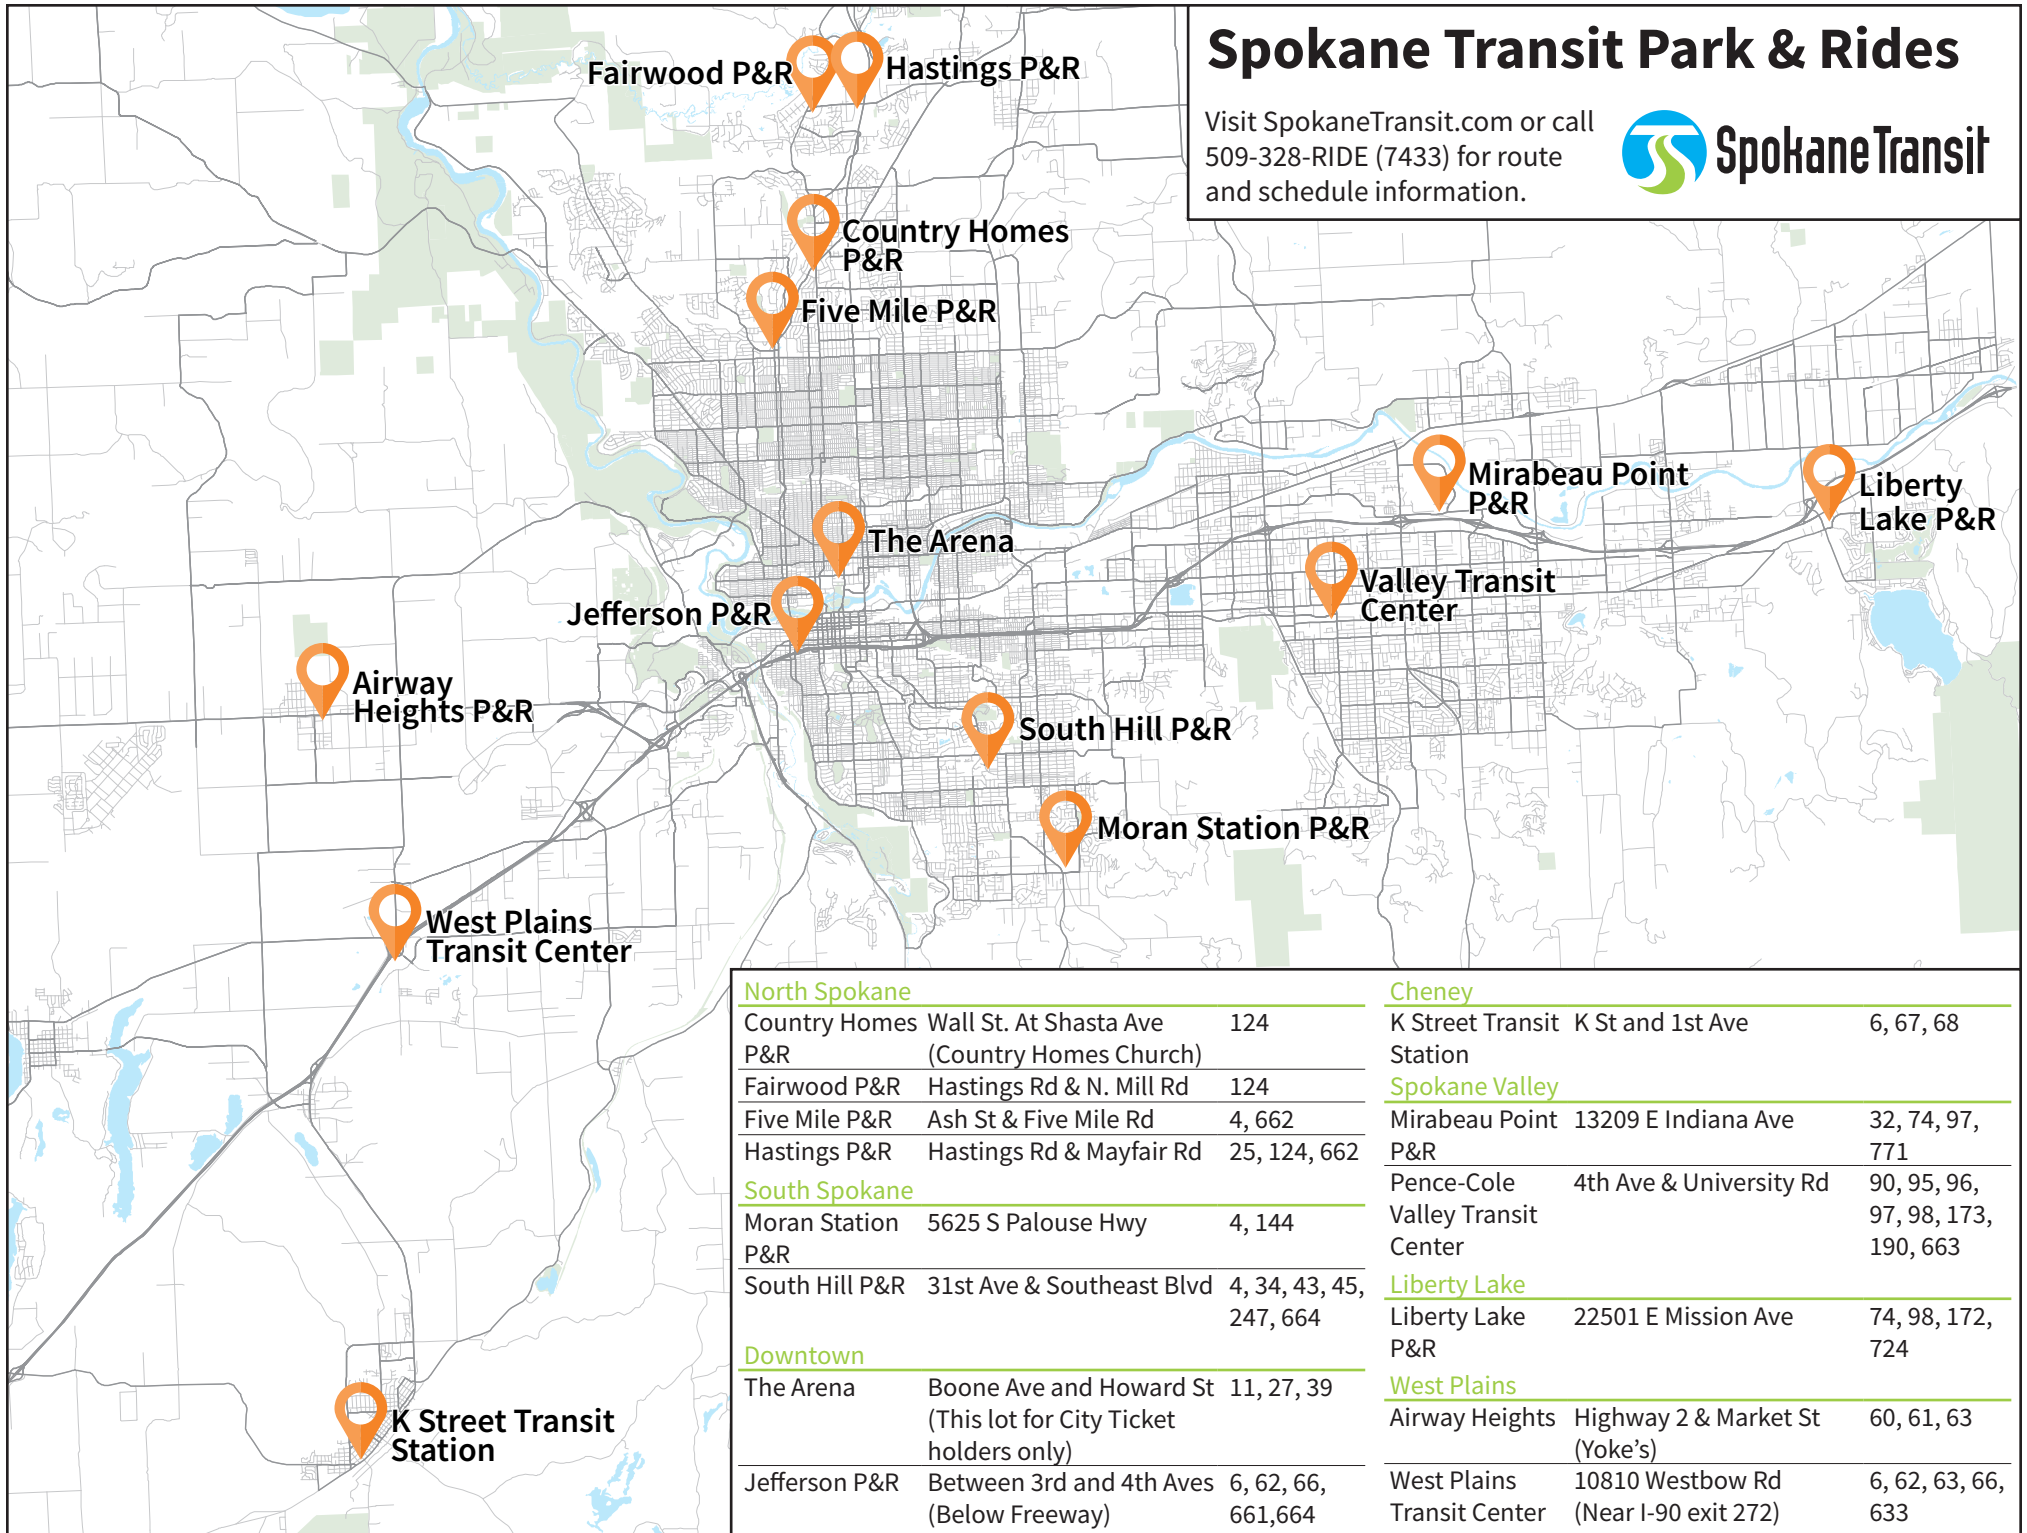 Spokane Transit Park & Rides
Visit SpokaneTransit.com or call
509-328-RIDE (7433) for route
and schedule information.
Spokane Transit
Fairwood P&R
Hastings P&R
Country Homes
P&R
Five Mile P&R
Mirabeau Point
P&R
Liberty
Lake P&R
The Arena
Valley Transit
Center
Jefferson P&R
Airway
Heights P&R
South Hill P&R
Moran Station P&R
West Plains
Transit Center
K Street Transit
Station
North Spokane
Country Homes Wall St. At Shasta Ave 124
P&R (Country Homes Church)
Fairwood P&R Hastings Rd & N. Mill Rd 124
Five Mile P&R Ash St & Five Mile Rd 4, 662
Hastings P&R Hastings Rd & Mayfair Rd 25, 124, 662
South Spokane
Moran Station 5625 S Palouse Hwy 4, 144
P&R
South Hill P&R 31st Ave & Southeast Blvd 4, 34, 43, 45,
247, 664
Downtown
The Arena Boone Ave and Howard St 11, 27, 39
(This lot for City Ticket
holders only)
Jefferson P&R Between 3rd and 4th Aves 6, 62, 66,
(Below Freeway) 661,664
Cheney
K Street Transit K St and 1st Ave 6, 67, 68
Station
Spokane Valley
Mirabeau Point 13209 E Indiana Ave 32, 74, 97,
P&R 771
Pence-Cole 4th Ave & University Rd 90, 95, 96,
Valley Transit 97, 98, 173,
Center 190, 663
Liberty Lake
Liberty Lake 22501 E Mission Ave 74, 98, 172,
P&R 724
West Plains
Airway Heights Highway 2 & Market St 60, 61, 63
(Yoke's)
West Plains 10810 Westbow Rd 6, 62, 63, 66,
Transit Center (Near I-90 exit 272) 633